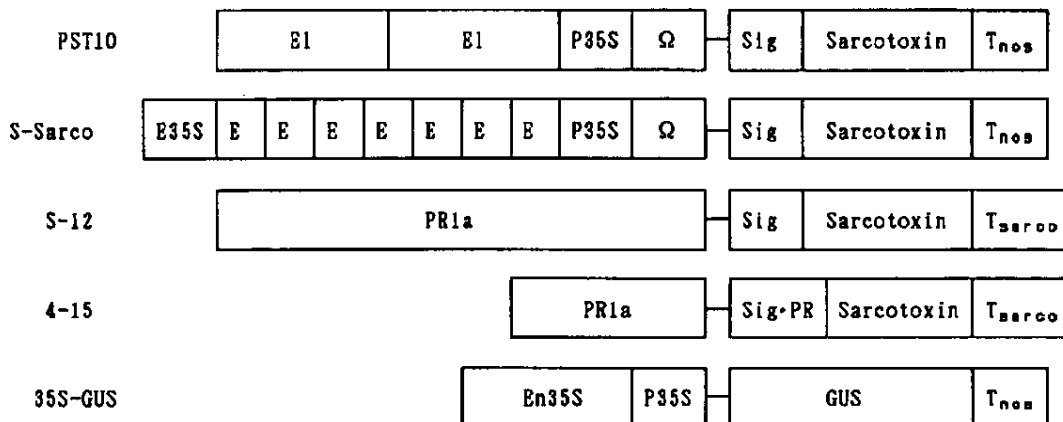 PST10 E1 E1 P35S Ω Sig Sarcotoxin Tnos
S-Sarco E35S E E E E E E E P35S Ω Sig Sarcotoxin Tnos
S-12 PR1a Sig Sarcotoxin Tsarco
4-15 PR1a Sig·PR Sarcotoxin Tsarco
35S-GUS En35S P35S GUS Tnos